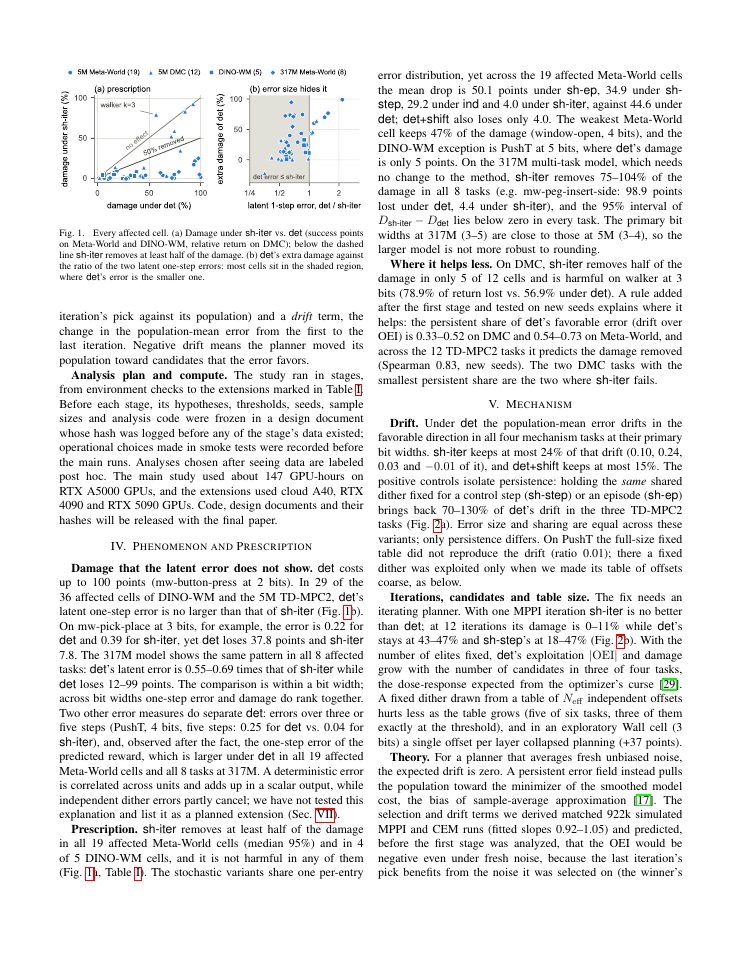 5M Meta-World (19) 5M DMC (12) DINO-WM (5) 317M Meta-World (8)
(a) prescription
damage under sh-iter (%)
100
50
0
walker k=3
no effect
50% removed
0 50 100
damage under det (%)
(b) error size hides it
extra damage of det (%)
100
50
0
det error ≤ sh-iter
1/4 1/2 1 2
latent 1-step error, det / sh-iter
Fig. 1. Every affected cell. (a) Damage under sh-iter vs. det (success points
on Meta-World and DINO-WM, relative return on DMC); below the dashed
line sh-iter removes at least half of the damage. (b) det's extra damage against
the ratio of the two latent one-step errors: most cells sit in the shaded region,
where det's error is the smaller one.
iteration's pick against its population) and a drift term, the
change in the population-mean error from the first to the
last iteration. Negative drift means the planner moved its
population toward candidates that the error favors.
Analysis plan and compute. The study ran in stages,
from environment checks to the extensions marked in Table I.
Before each stage, its hypotheses, thresholds, seeds, sample
sizes and analysis code were frozen in a design document
whose hash was logged before any of the stage's data existed;
operational choices made in smoke tests were recorded before
the main runs. Analyses chosen after seeing data are labeled
post hoc. The main study used about 147 GPU-hours on
RTX A5000 GPUs, and the extensions used cloud A40, RTX
4090 and RTX 5090 GPUs. Code, design documents and their
hashes will be released with the final paper.
IV. PHENOMENON AND PRESCRIPTION
Damage that the latent error does not show. det costs
up to 100 points (mw-button-press at 2 bits). In 29 of the
36 affected cells of DINO-WM and the 5M TD-MPC2, det's
latent one-step error is no larger than that of sh-iter (Fig. 1b).
On mw-pick-place at 3 bits, for example, the error is 0.22 for
det and 0.39 for sh-iter, yet det loses 37.8 points and sh-iter
7.8. The 317M model shows the same pattern in all 8 affected
tasks: det's latent error is 0.55–0.69 times that of sh-iter while
det loses 12–99 points. The comparison is within a bit width;
across bit widths one-step error and damage do rank together.
Two other error measures do separate det: errors over three or
five steps (PushT, 4 bits, five steps: 0.25 for det vs. 0.04 for
sh-iter), and, observed after the fact, the one-step error of the
predicted reward, which is larger under det in all 19 affected
Meta-World cells and all 8 tasks at 317M. A deterministic error
is correlated across units and adds up in a scalar output, while
independent dither errors partly cancel; we have not tested this
explanation and list it as a planned extension (Sec. VII).
Prescription. sh-iter removes at least half of the damage
in all 19 affected Meta-World cells (median 95%) and in 4
of 5 DINO-WM cells, and it is not harmful in any of them
(Fig. 1a, Table I). The stochastic variants share one per-entry
error distribution, yet across the 19 affected Meta-World cells
the mean drop is 50.1 points under sh-ep, 34.9 under sh-
step, 29.2 under ind and 4.0 under sh-iter, against 44.6 under
det; det+shift also loses only 4.0. The weakest Meta-World
cell keeps 47% of the damage (window-open, 4 bits), and the
DINO-WM exception is PushT at 5 bits, where det's damage
is only 5 points. On the 317M multi-task model, which needs
no change to the method, sh-iter removes 75–104% of the
damage in all 8 tasks (e.g. mw-peg-insert-side: 98.9 points
lost under det, 4.4 under sh-iter), and the 95% interval of
Dsh-iter − Ddet lies below zero in every task. The primary bit
widths at 317M (3–5) are close to those at 5M (3–4), so the
larger model is not more robust to rounding.
Where it helps less. On DMC, sh-iter removes half of the
damage in only 5 of 12 cells and is harmful on walker at 3
bits (78.9% of return lost vs. 56.9% under det). A rule added
after the first stage and tested on new seeds explains where it
helps: the persistent share of det's favorable error (drift over
OEI) is 0.33–0.52 on DMC and 0.54–0.73 on Meta-World, and
across the 12 TD-MPC2 tasks it predicts the damage removed
(Spearman 0.83, new seeds). The two DMC tasks with the
smallest persistent share are the two where sh-iter fails.
V. MECHANISM
Drift. Under det the population-mean error drifts in the
favorable direction in all four mechanism tasks at their primary
bit widths. sh-iter keeps at most 24% of that drift (0.10, 0.24,
0.03 and −0.01 of it), and det+shift keeps at most 15%. The
positive controls isolate persistence: holding the same shared
dither fixed for a control step (sh-step) or an episode (sh-ep)
brings back 70–130% of det's drift in the three TD-MPC2
tasks (Fig. 2a). Error size and sharing are equal across these
variants; only persistence differs. On PushT the full-size fixed
table did not reproduce the drift (ratio 0.01); there a fixed
dither was exploited only when we made its table of offsets
coarse, as below.
Iterations, candidates and table size. The fix needs an
iterating planner. With one MPPI iteration sh-iter is no better
than det; at 12 iterations its damage is 0–11% while det's
stays at 43–47% and sh-step's at 18–47% (Fig. 2b). With the
number of elites fixed, det's exploitation |OEI| and damage
grow with the number of candidates in three of four tasks,
the dose-response expected from the optimizer's curse [29].
A fixed dither drawn from a table of Neff independent offsets
hurts less as the table grows (five of six tasks, three of them
exactly at the threshold), and in an exploratory Wall cell (3
bits) a single offset per layer collapsed planning (+37 points).
Theory. For a planner that averages fresh unbiased noise,
the expected drift is zero. A persistent error field instead pulls
the population toward the minimizer of the smoothed model
cost, the bias of sample-average approximation [17]. The
selection and drift terms we derived matched 922k simulated
MPPI and CEM runs (fitted slopes 0.92–1.05) and predicted,
before the first stage was analyzed, that the OEI would be
negative even under fresh noise, because the last iteration's
pick benefits from the noise it was selected on (the winner's